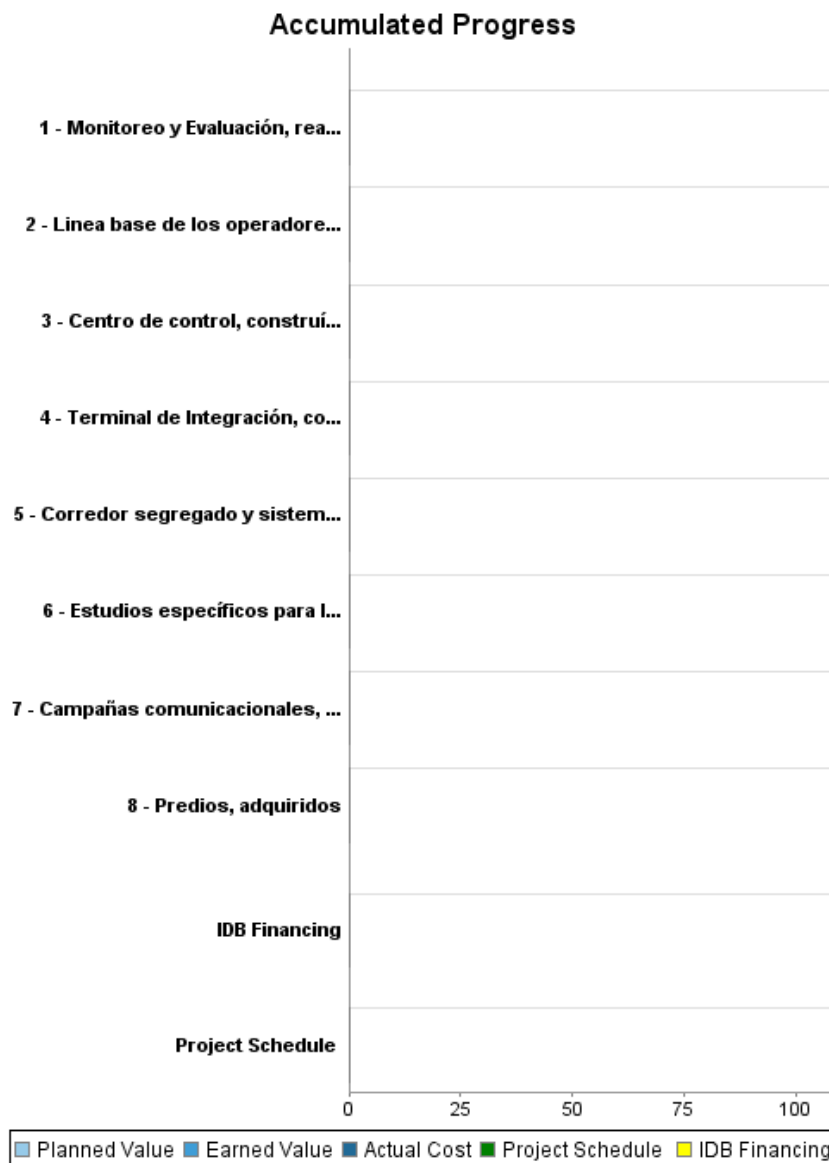 Accumulated Progress
1 - Monitoreo y Evaluación, rea...
2 - Linea base de los operadore...
3 - Centro de control, construí...
4 - Terminal de Integración, co...
5 - Corredor segregado y sistem...
6 - Estudios específicos para l...
7 - Campañas comunicacionales, ...
8 - Predios, adquiridos
IDB Financing
Project Schedule
0 25 50 75 100
Planned Value Earned Value Actual Cost Project Schedule IDB Financing